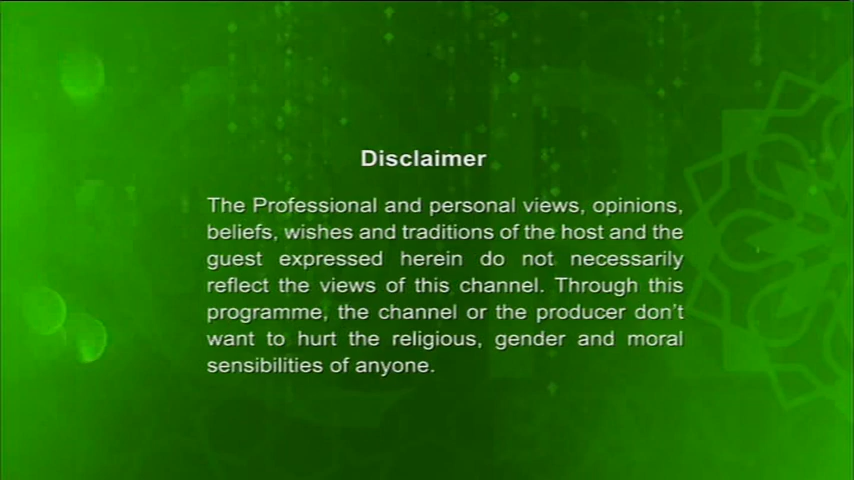 Disclaimer
The Professional and personal views, opinions,
beliefs, wishes and traditions of the host and the
guest expressed herein do not necessarily
reflect the views of this channel. Through this
programme, the channel or the producer don't
want to hurt the religious, gender and moral
sensibilities of anyone.